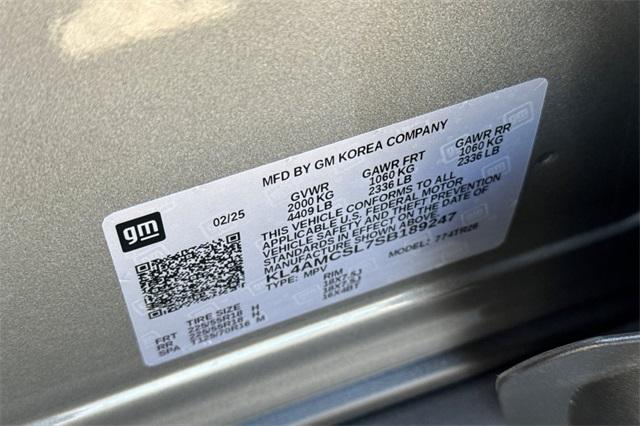 gm
02/25
MFD BY GM KOREA COMPANY
GVWR GAWR FRT GAWR RR
2000 KG 1060 KG 1060 KG
4409 LB 2336 LB 2336 LB
THIS VEHICLE CONFORMS TO ALL
APPLICABLE U.S. FEDERAL MOTOR
VEHICLE SAFETY AND THEFT PREVENTION
STANDARDS IN EFFECT ON THE DATE OF
MANUFACTURE SHOWN ABOVE.
KL4AMCSL7SB189247
TYPE: MPV MODEL: 774TR26
TIRE SIZE RIM
FRT 225/55R18 H 18X7.5J
RR 225/55R18 H 18X7.5J
SPA T125/70R16 M 16X4BT